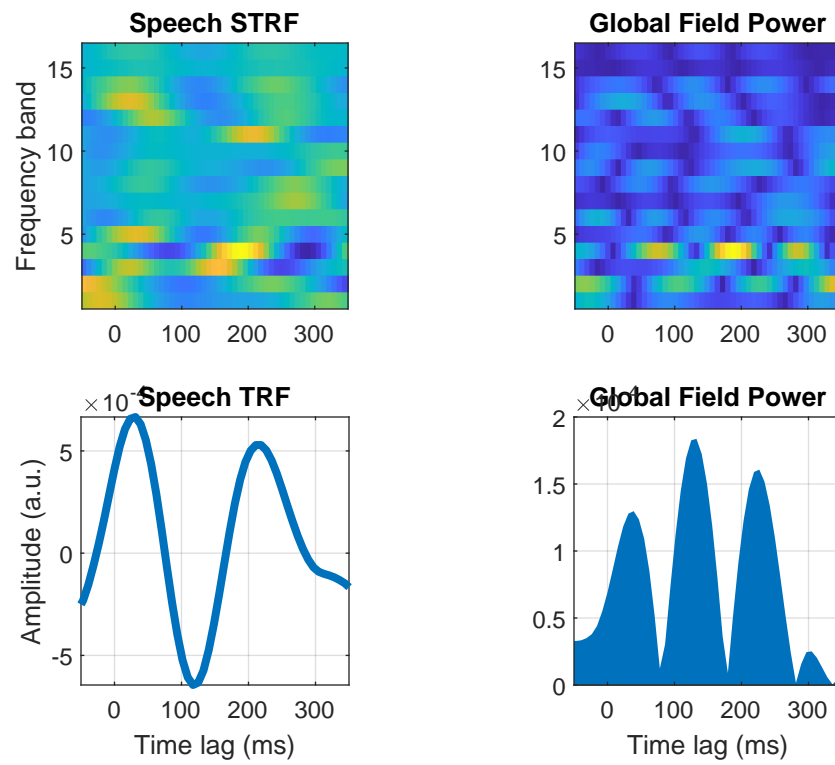 Speech STRF
Frequency band
15
10
5
0 100 200 300
Global Field Power
15
10
5
0 100 200 300
Speech TRF
Amplitude (a.u.)
5
0
-5
0 100 200 300
Time lag (ms)
Global Field Power
2
1.5
1
0.5
0
0 100 200 300
Time lag (ms)